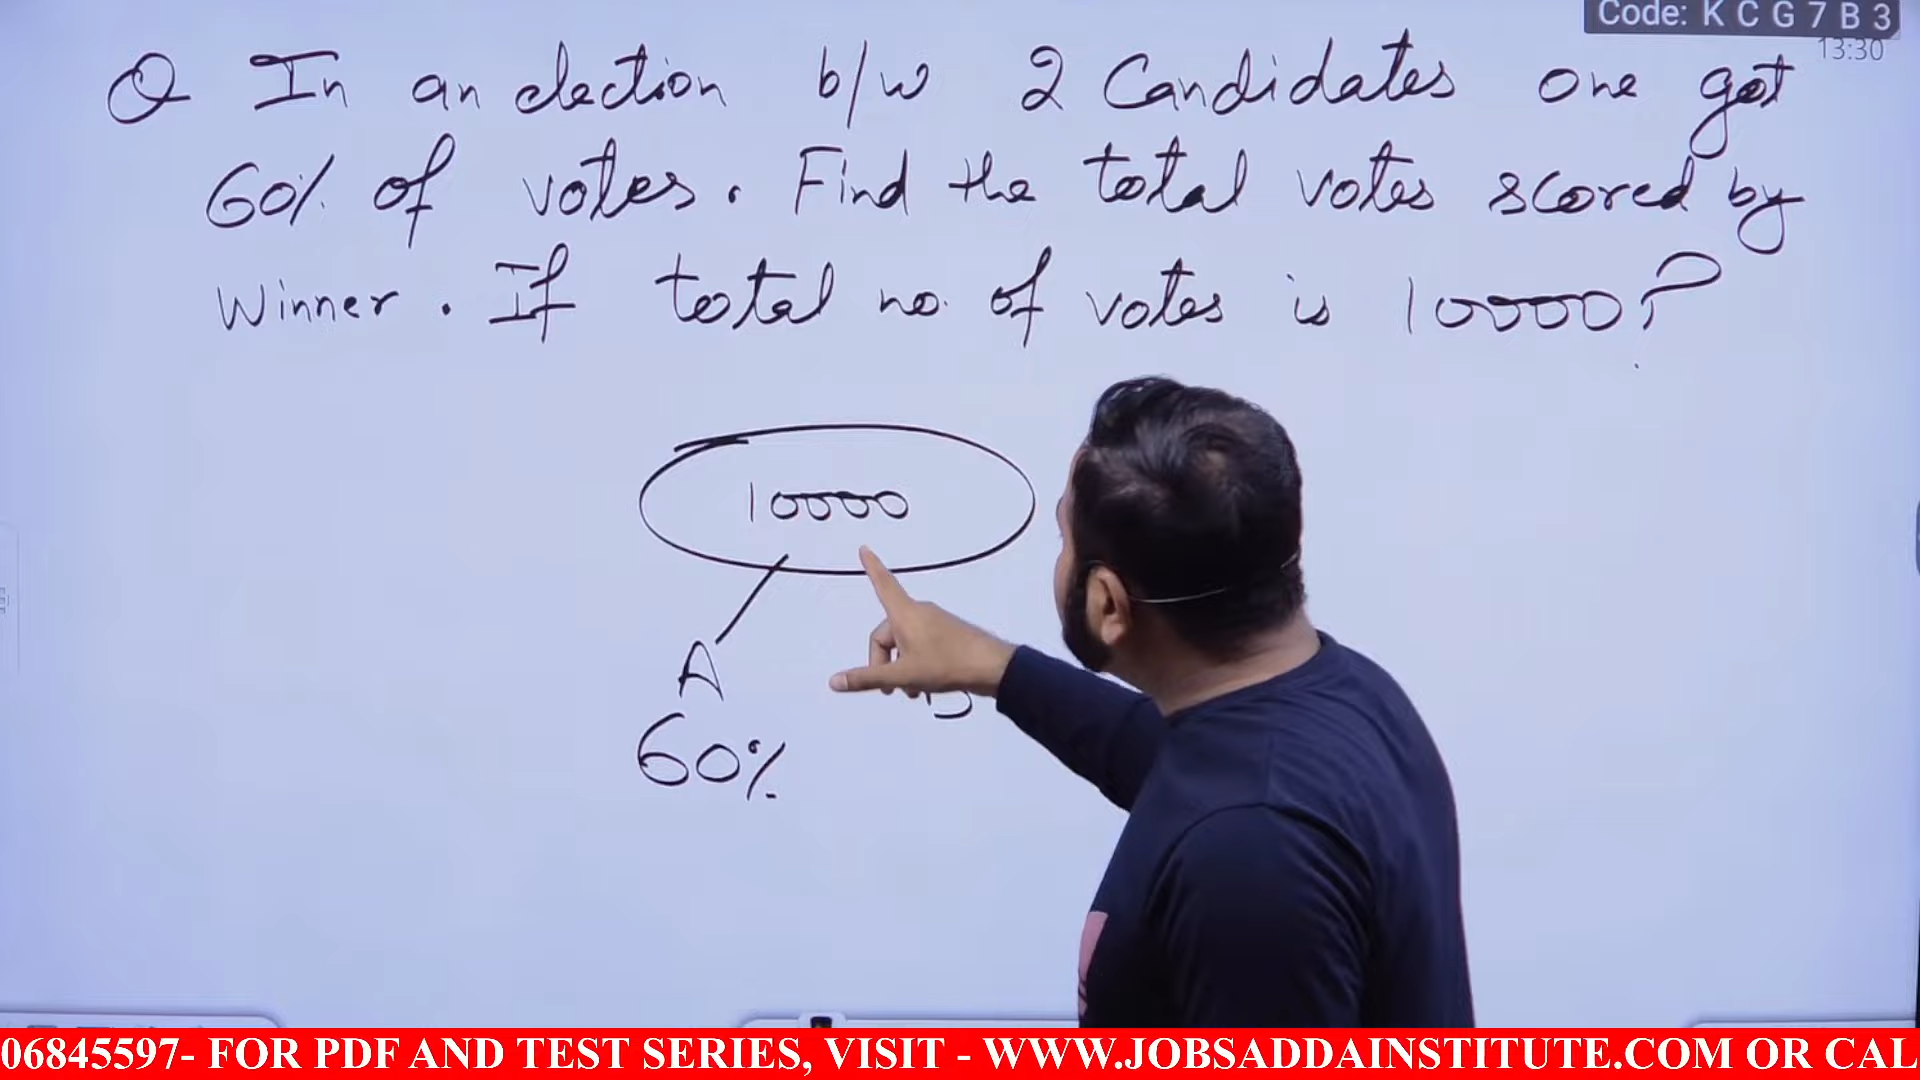 Code: K C G 7 B 3
13:30
Q In an election b/w 2 Candidates one got
60% of votes. Find the total votes scored by
Winner. If total no. of votes is 10000?
10000
A
60%
06845597- FOR PDF AND TEST SERIES, VISIT - WWW.JOBSADDAINSTITUTE.COM OR CAL